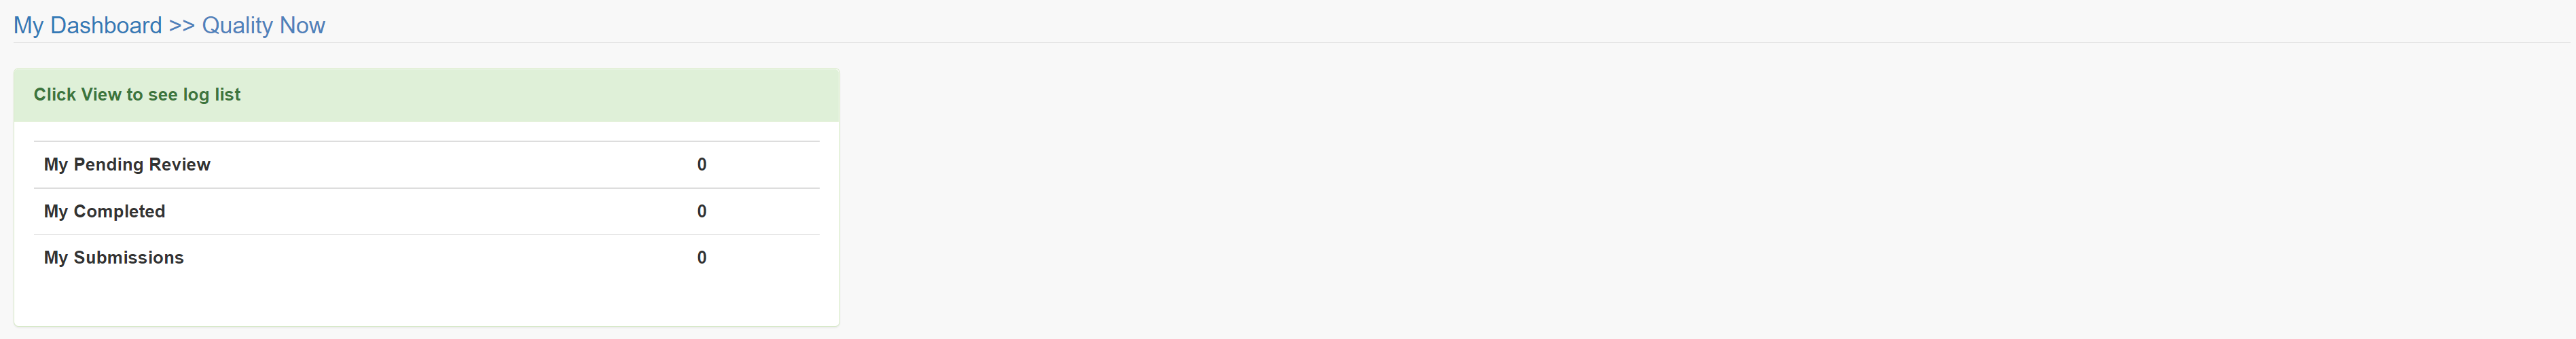 My Dashboard >> Quality Now
Click View to see log list
My Pending Review 0
My Completed 0
My Submissions 0